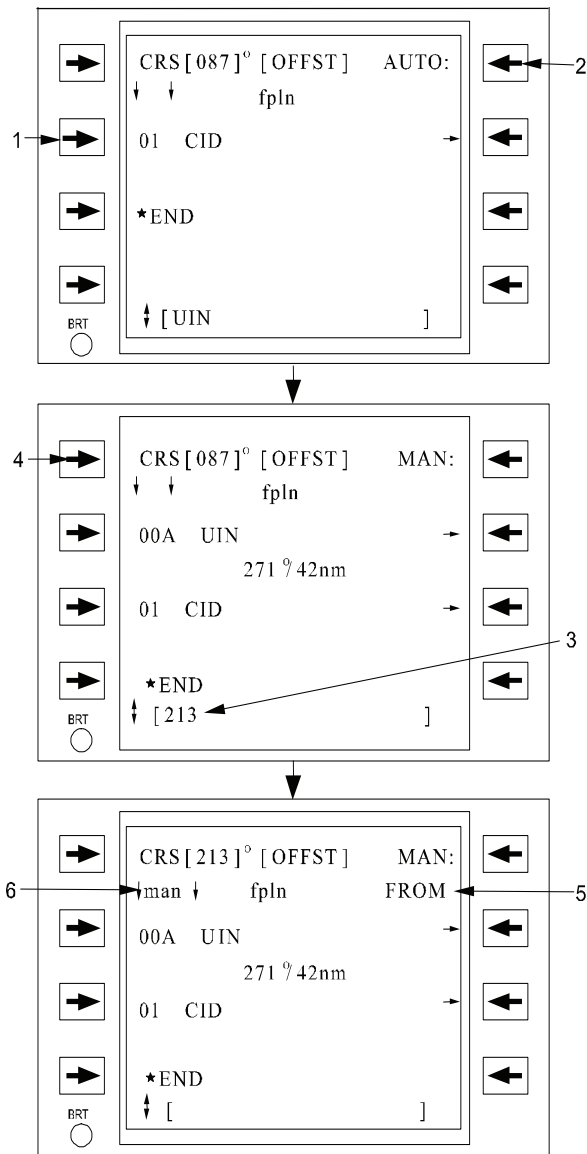 CRS[087]° [OFFST] AUTO:
↓ ↓ fpln
2
1
01 CID →
★END
↕ [UIN ]
BRT
4
CRS[087]° [OFFST] MAN:
↓ ↓ fpln
00A UIN →
271 °/42nm
01 CID →
3
★END
↕ [213 ]
BRT
CRS[213]° [OFFST] MAN:
6
↓man ↓ fpln FROM
5
00A UIN →
271 °/42nm
01 CID →
★END
↕ [ ]
BRT